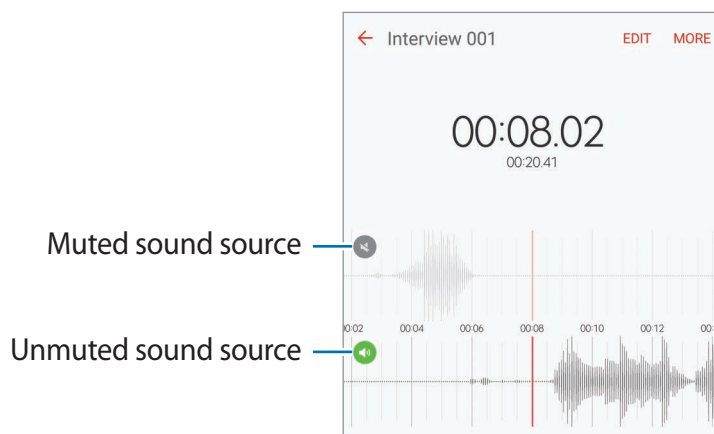 Interview 001
EDIT MORE
00:08.02
00:20.41
Muted sound source
0:02 00:04 00:06 00:08 00:10 00:12 00:
Unmuted sound source